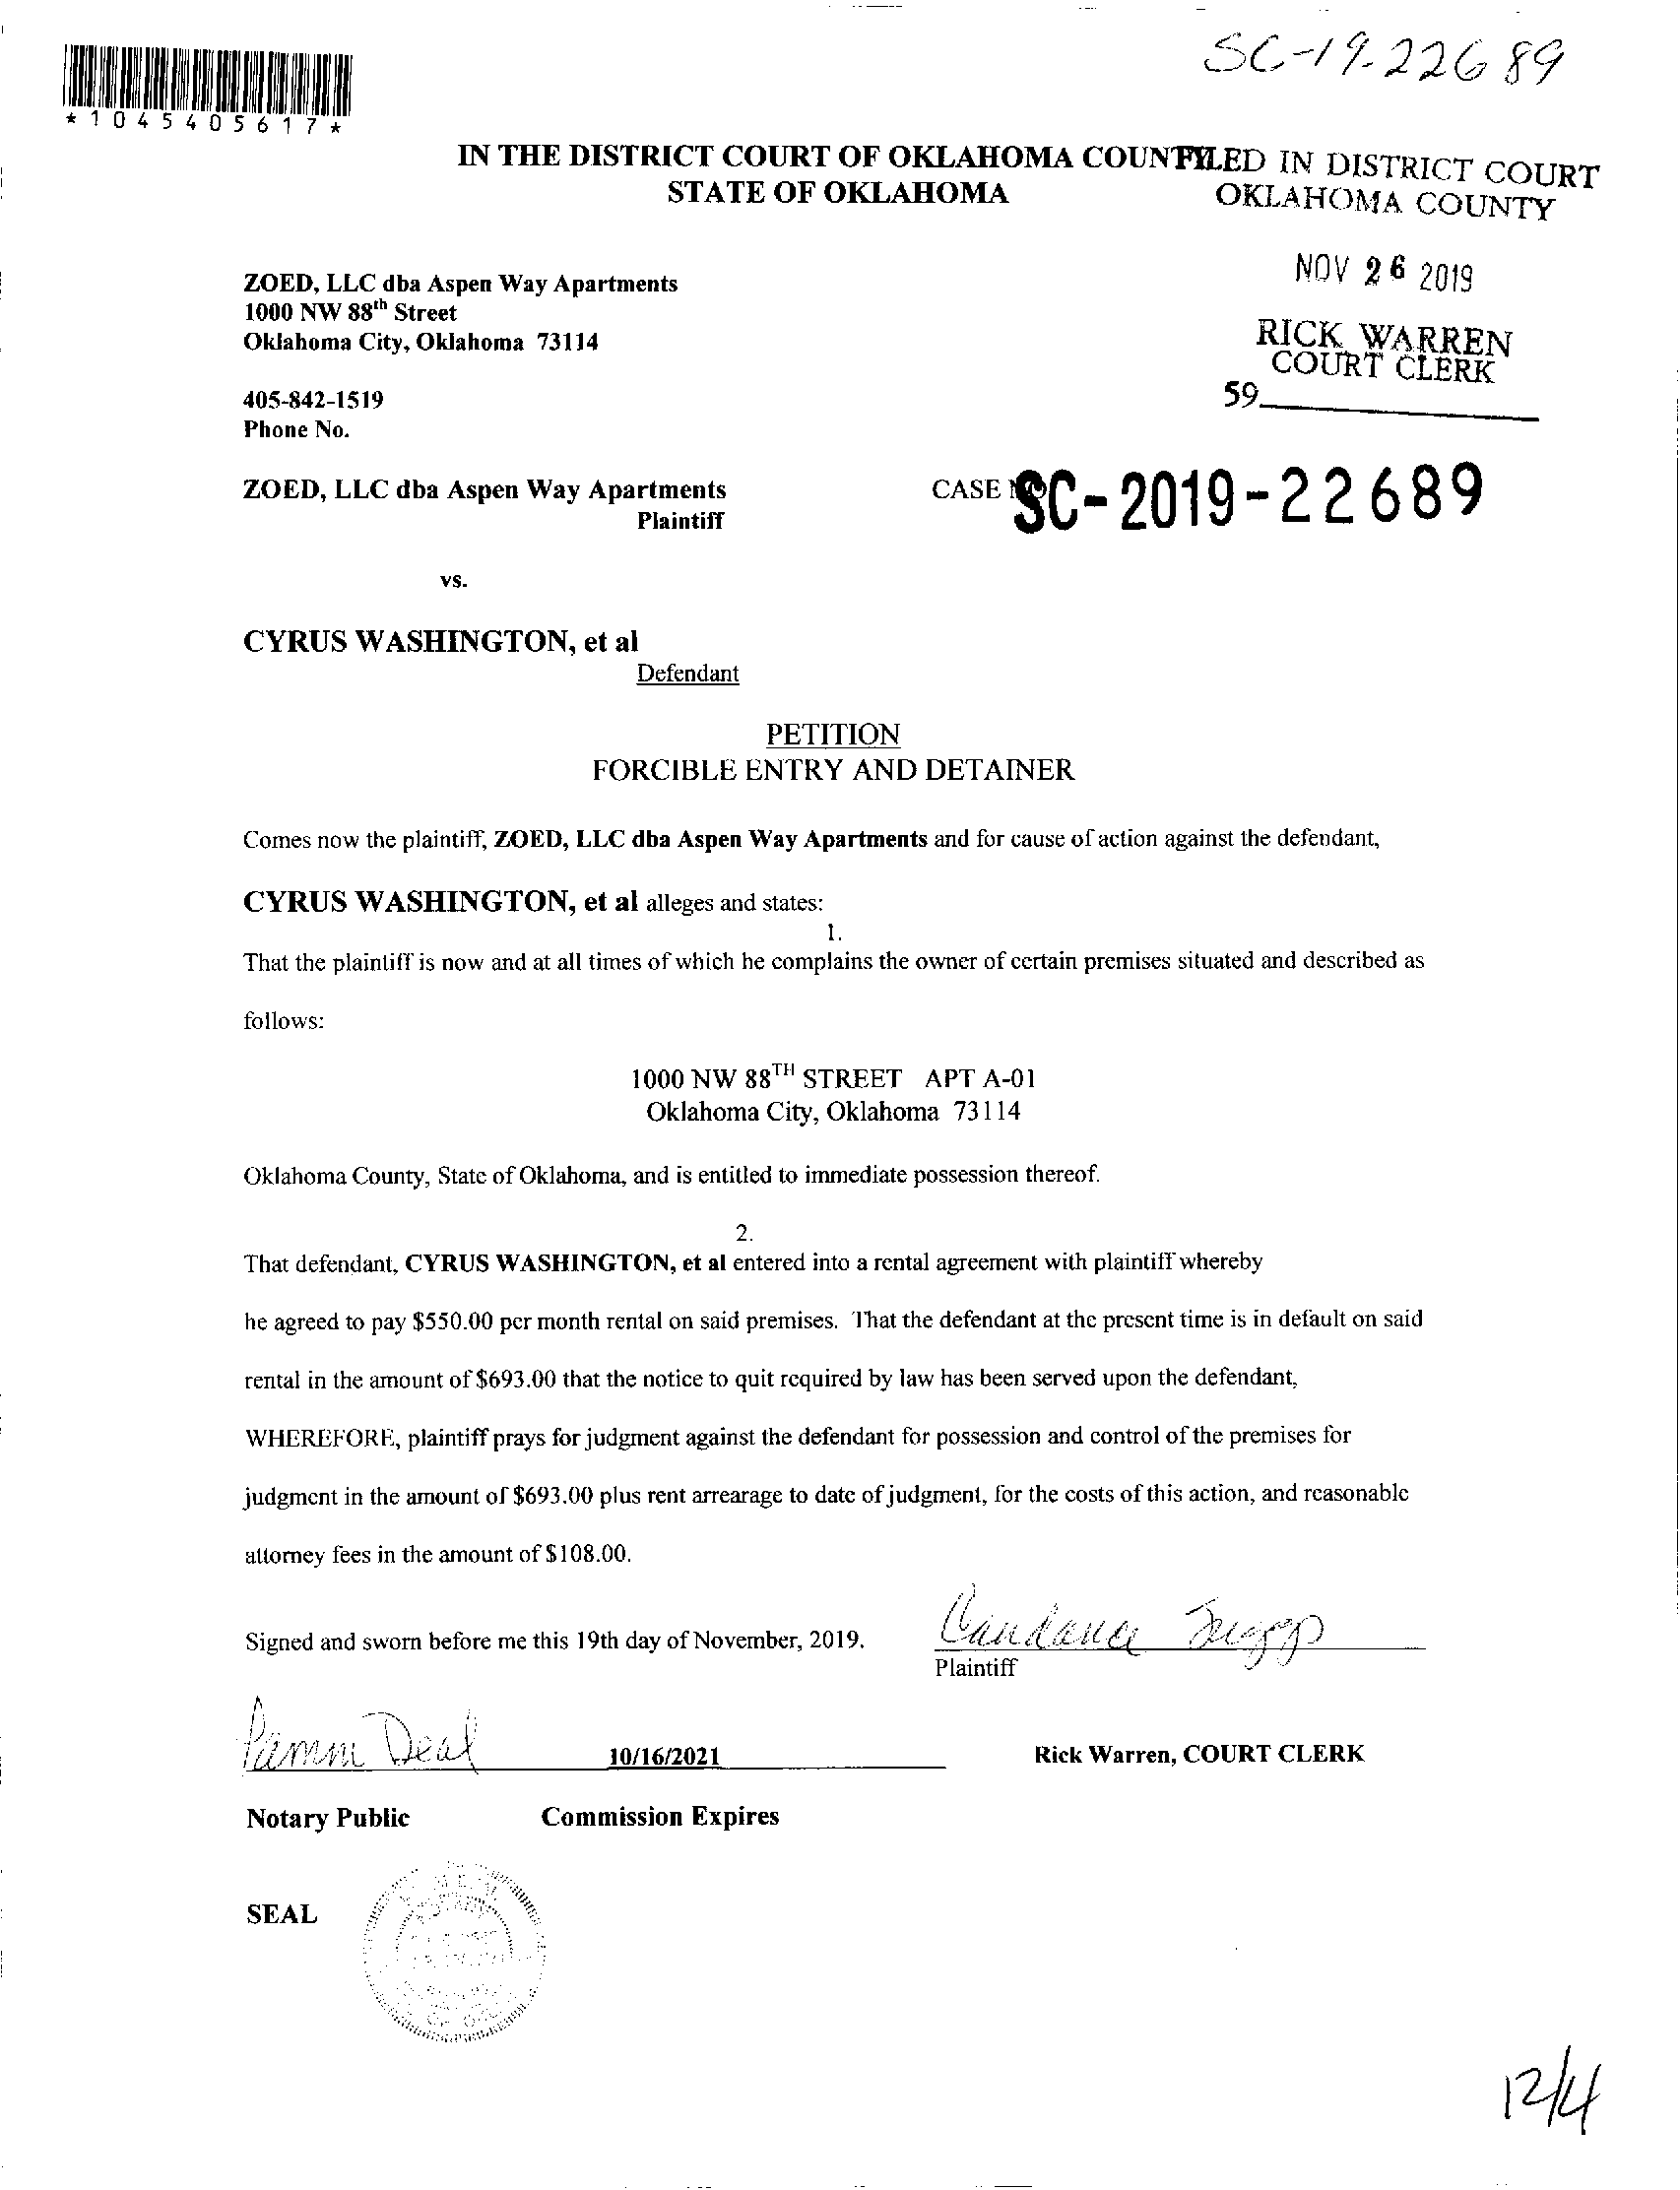 SC-19-22689
*1045405617*
IN THE DISTRICT COURT OF OKLAHOMA COUNTY
STATE OF OKLAHOMA
FILED IN DISTRICT COURT
OKLAHOMA COUNTY
NOV 26 2019
RICK WARREN
COURT CLERK
59
ZOED, LLC dba Aspen Way Apartments
1000 NW 88th Street
Oklahoma City, Oklahoma 73114
405-842-1519
Phone No.
ZOED, LLC dba Aspen Way Apartments
Plaintiff
CASE NO SC-2019-22689
vs.
CYRUS WASHINGTON, et al
Defendant
PETITION
FORCIBLE ENTRY AND DETAINER
Comes now the plaintiff, ZOED, LLC dba Aspen Way Apartments and for cause of action against the defendant,
CYRUS WASHINGTON, et al alleges and states:
1.
That the plaintiff is now and at all times of which he complains the owner of certain premises situated and described as
follows:
1000 NW 88TH STREET APT A-01
Oklahoma City, Oklahoma 73114
Oklahoma County, State of Oklahoma, and is entitled to immediate possession thereof.
2.
That defendant, CYRUS WASHINGTON, et al entered into a rental agreement with plaintiff whereby
he agreed to pay $550.00 per month rental on said premises. That the defendant at the present time is in default on said
rental in the amount of $693.00 that the notice to quit required by law has been served upon the defendant,
WHEREFORE, plaintiff prays for judgment against the defendant for possession and control of the premises for
judgment in the amount of $693.00 plus rent arrearage to date of judgment, for the costs of this action, and reasonable
attorney fees in the amount of $108.00.
Signed and sworn before me this 19th day of November, 2019.
Candance
Plaintiff
Pamm Deal 10/16/2021
Rick Warren, COURT CLERK
Notary Public Commission Expires
SEAL
12/4